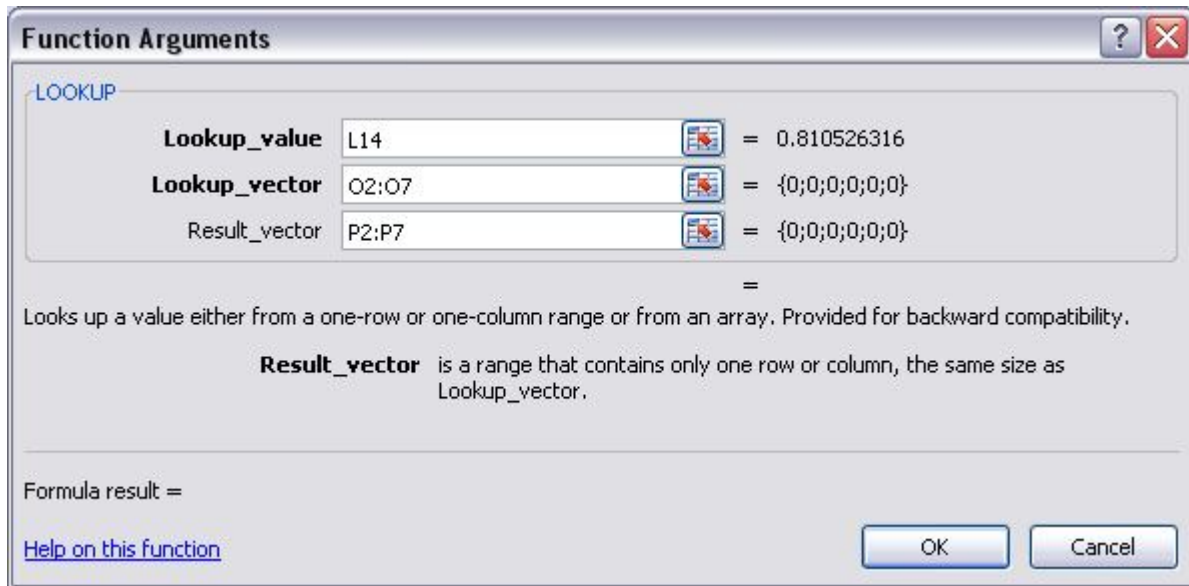 Function Arguments
LOOKUP
Lookup_value L14 = 0.810526316
Lookup_vector O2:O7 = {0;0;0;0;0;0}
Result_vector P2:P7 = {0;0;0;0;0;0}
=
Looks up a value either from a one-row or one-column range or from an array. Provided for backward compatibility.
Result_vector is a range that contains only one row or column, the same size as
Lookup_vector.
Formula result =
Help on this function OK Cancel